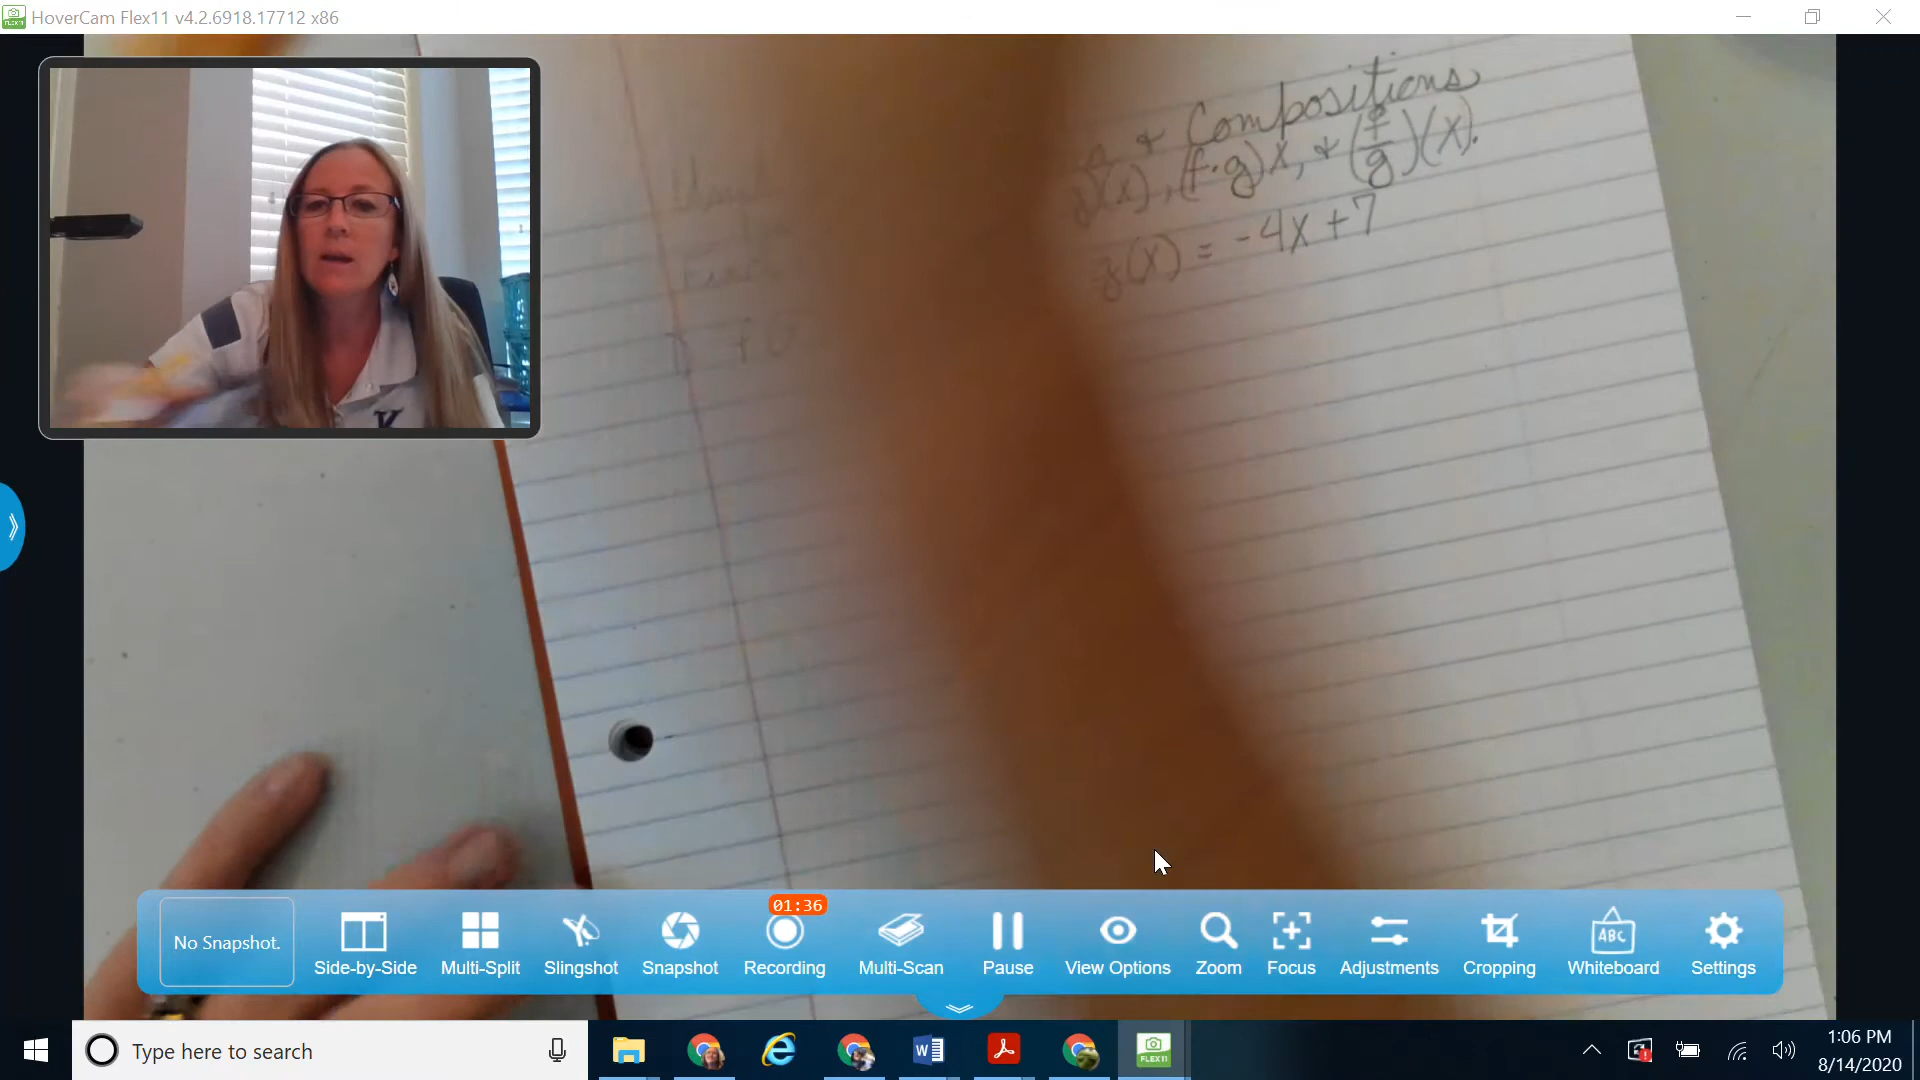 HoverCam Flex11 v4.2.6918.17712 x86
& Compositions
(x), (f·g)x, & (f/g)(x).
g(x) = -4x+7
01:36
No Snapshot.
Side-by-Side
Multi-Split
Slingshot
Snapshot
Recording
Multi-Scan
Pause
View Options
Zoom
Focus
Adjustments
Cropping
ABC
Whiteboard
Settings
Type here to search
FLEX11
1:06 PM
8/14/2020